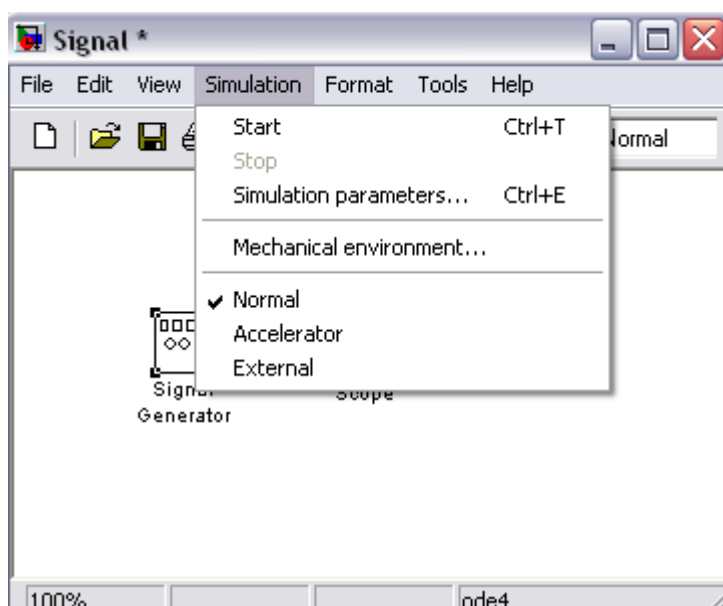 Signal *
File Edit View Simulation Format Tools Help
Start Ctrl+T
Stop
Simulation parameters... Ctrl+E
Mechanical environment...
Normal
Accelerator
External
Signal
Generator
Scope
100% ode4